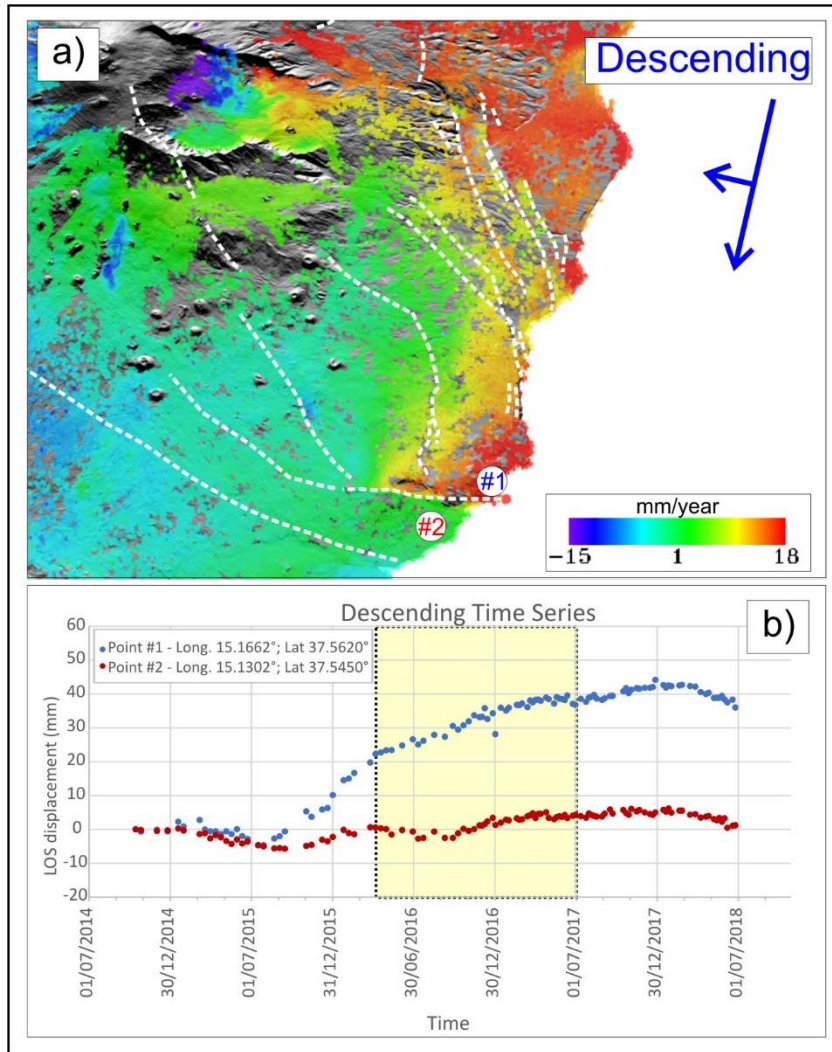 a)
Descending
#1
#2
mm/year
-15 1 18
b)
Descending Time Series
Point #1 - Long. 15.1662°; Lat 37.5620°
Point #2 - Long. 15.1302°; Lat 37.5450°
LOS displacement (mm)
60
50
40
30
20
10
0
-10
-20
01/07/2014
30/12/2014
01/07/2015
31/12/2015
30/06/2016
30/12/2016
01/07/2017
30/12/2017
01/07/2018
Time